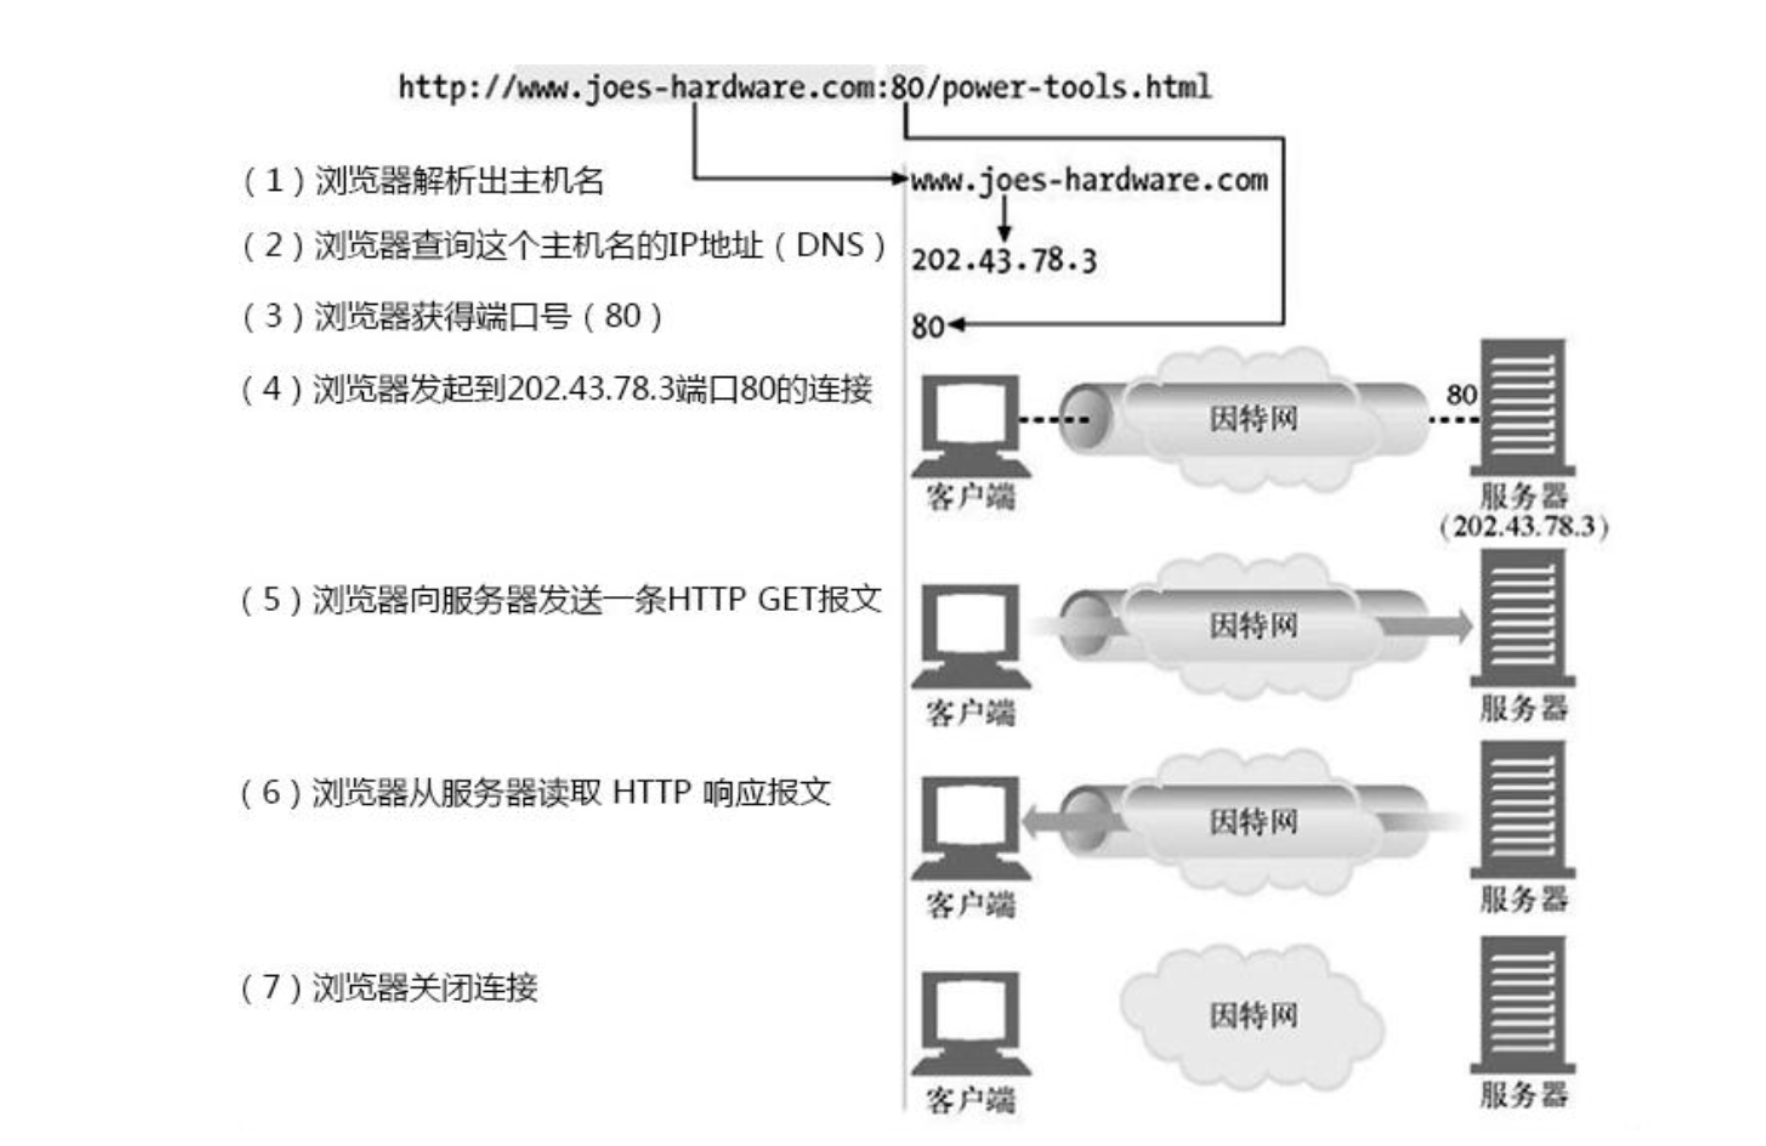 http://www.joes-hardware.com:80/power-tools.html
（1）浏览器解析出主机名
www.joes-hardware.com
（2）浏览器查询这个主机名的IP地址（DNS）
202.43.78.3
（3）浏览器获得端口号（80）
80
（4）浏览器发起到202.43.78.3端口80的连接
因特网
80
客户端
服务器
(202.43.78.3)
（5）浏览器向服务器发送一条HTTP GET报文
因特网
客户端
服务器
（6）浏览器从服务器读取 HTTP 响应报文
因特网
客户端
服务器
（7）浏览器关闭连接
因特网
客户端
服务器